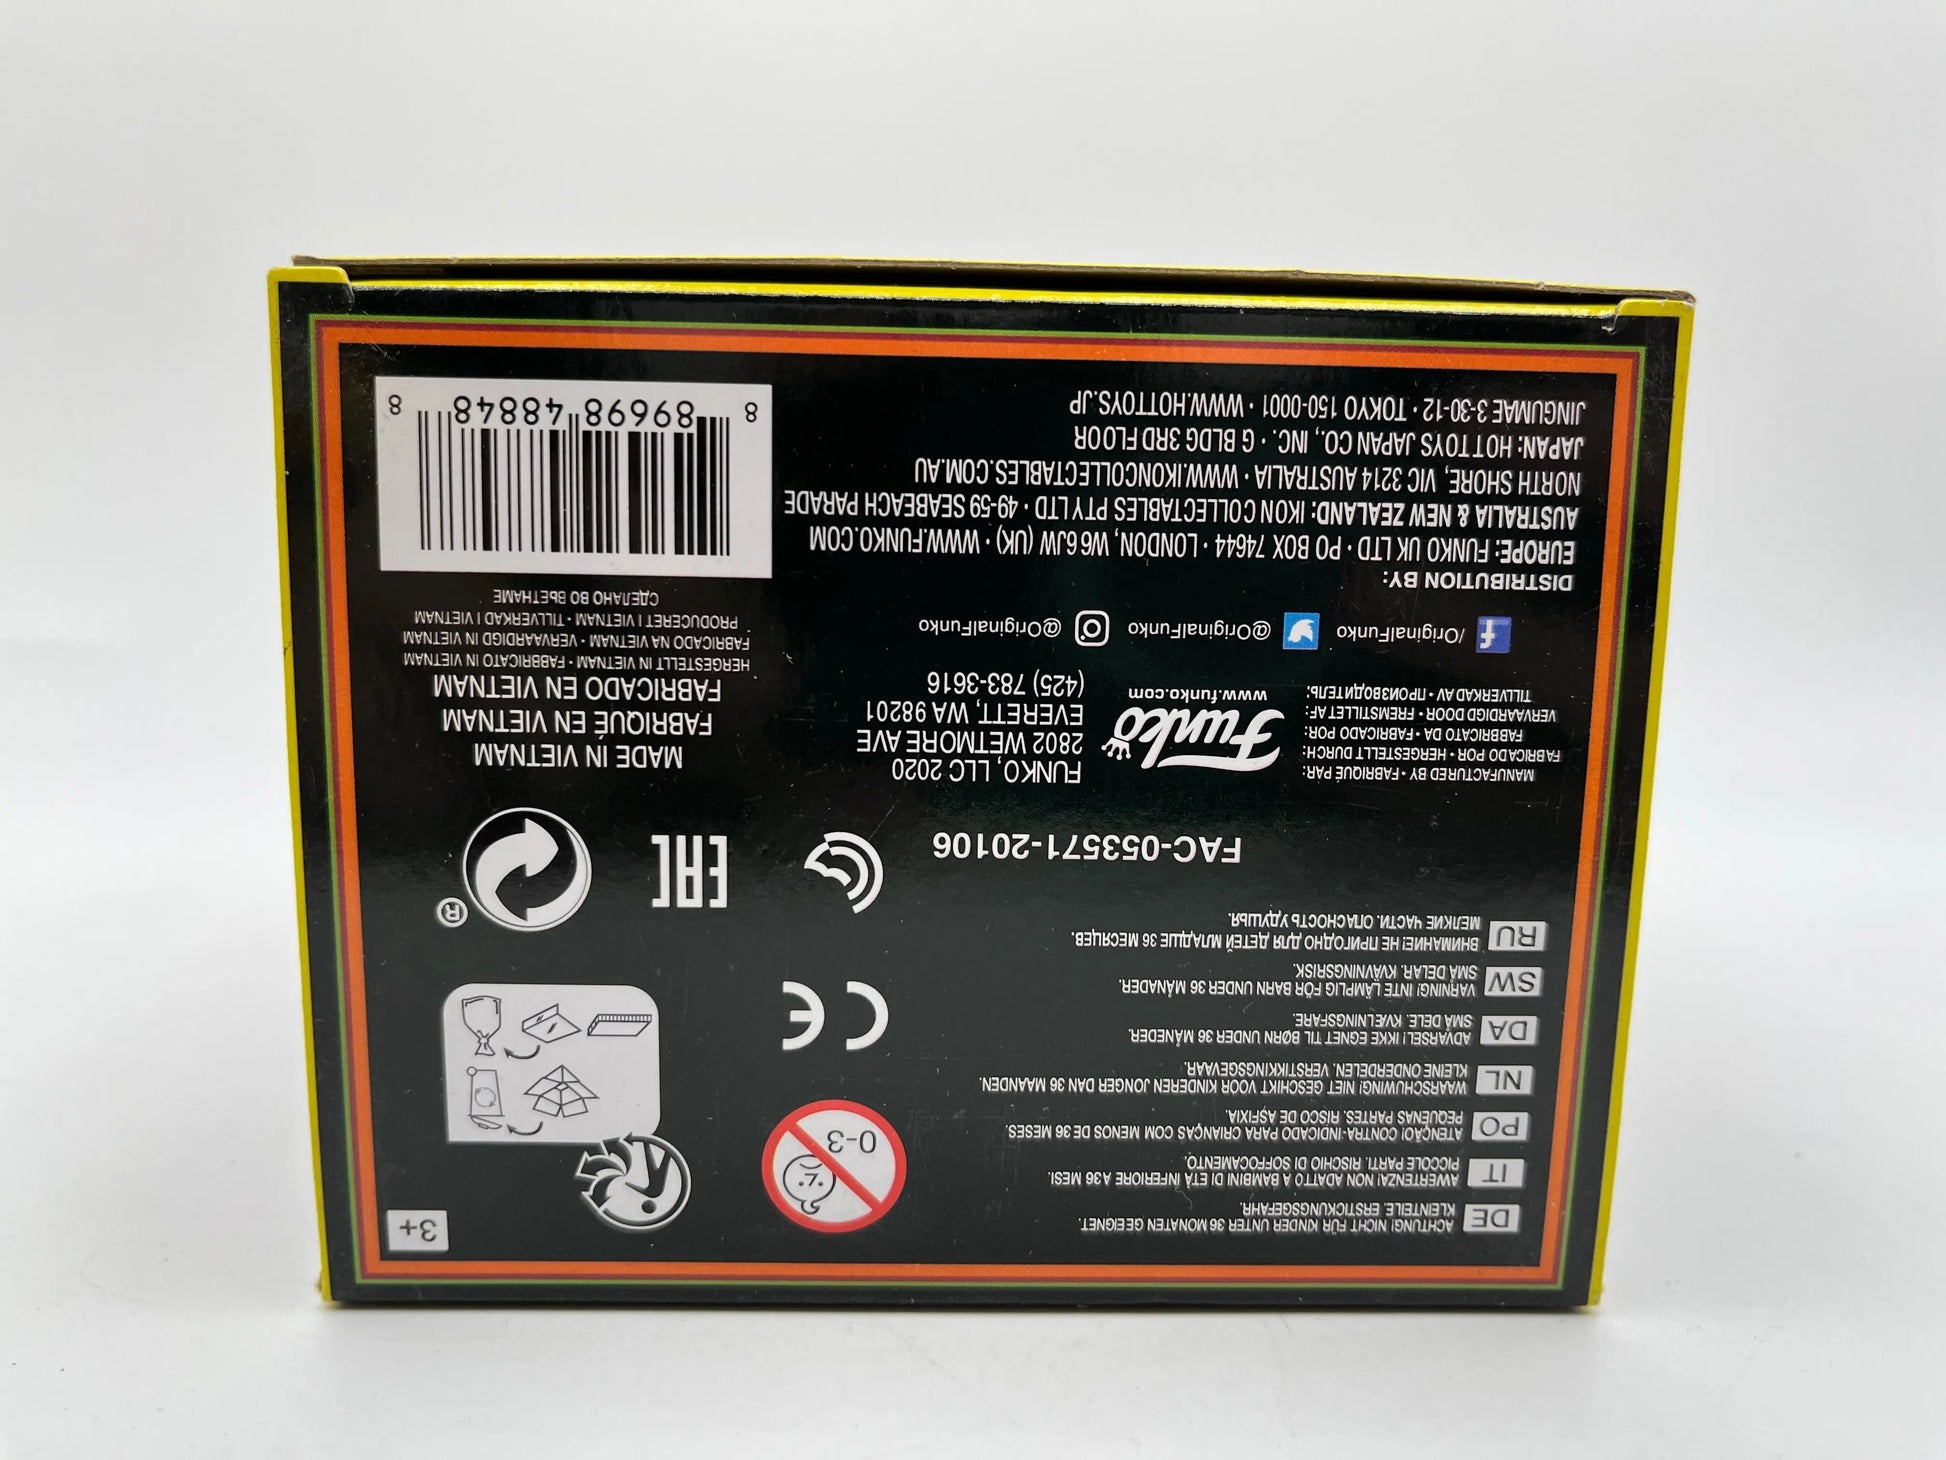 DE
ACHTUNG! NICHT FÜR KINDER UNTER 36 MONATEN GEEIGNET.
KLEINTEILE. ERSTICKUNGSGEFAHR.
IT
AWERTENZA! NON ADATTO A BAMBINI DI ETÀ INFERIORE A36 MESI.
PICCOLE PARTI. RISCHIO DI SOFFOCAMENTO.
PO
ATENÇÃO! CONTRA-INDICADO PARA CRIANÇAS COM MENOS DE 36 MESES.
PEQUENAS PARTES. RISCO DE ASFIXIA.
NL
WAARSCHUWING! NIET GESCHIKT VOOR KINDEREN JONGER DAN 36 MAANDEN.
KLEINE ONDERDELEN. VERSTIKKINGSGEVAAR.
DA
ADVARSEL! IKKE EGNET TIL BØRN UNDER 36 MÅNEDER.
SMÅ DELE. KVÆLNINGSFARE.
SW
VARNING! INTE LÄMPLIG FÖR BARN UNDER 36 MÅNADER.
SMÅ DELAR. KVÄVNINGSRISK.
RU
ВНИМАНИЕ! НЕ ПРИГОДНО ДЛЯ ДЕТЕЙ МЛАДШЕ 36 МЕСЯЦЕВ.
МЕЛКИЕ ЧАСТИ. ОПАСНОСТЬ УДУШЬЯ.
0-3
3+
CE
EAC
®
FAC-053571-20106
MANUFACTURED BY • FABRIQUÉ PAR:
FABRICADO POR • HERGESTELLT DURCH:
FABBRICATO DA • FABRICADO POR:
VERVAARDIGD DOOR • FREMSTILLET AF:
TILLVERKAD AV • ПРОИЗВОДИТЕЛЬ:
Funko
www.funko.com
FUNKO, LLC 2020
2802 WETMORE AVE
EVERETT, WA 98201
(425) 783-3616
f /OriginalFunko
@OriginalFunko
@OriginalFunko
DISTRIBUTION BY:
EUROPE: FUNKO UK LTD • PO BOX 74644 • LONDON, W6 6JW (UK) • WWW.FUNKO.COM
AUSTRALIA & NEW ZEALAND: IKON COLLECTABLES PTY LTD • 49-59 SEABEACH PARADE
NORTH SHORE, VIC 3214 AUSTRALIA • WWW.IKONCOLLECTABLES.COM.AU
JAPAN: HOTTOYS JAPAN CO., INC. • G BLDG 3RD FLOOR
JINGUMAE 3-30-12 • TOKYO 150-0001 • WWW.HOTTOYS.JP
MADE IN VIETNAM
FABRIQUÉ EN VIETNAM
FABRICADO EN VIETNAM
HERGESTELLT IN VIETNAM • FABBRICATO IN VIETNAM
FABRICADO NA VIETNAM • VERVAARDIGD IN VIETNAM
PRODUCERET I VIETNAM • TILLVERKAD I VIETNAM
СДЕЛАНО ВО ВЬЕТНАМЕ
8 89698 48848 8